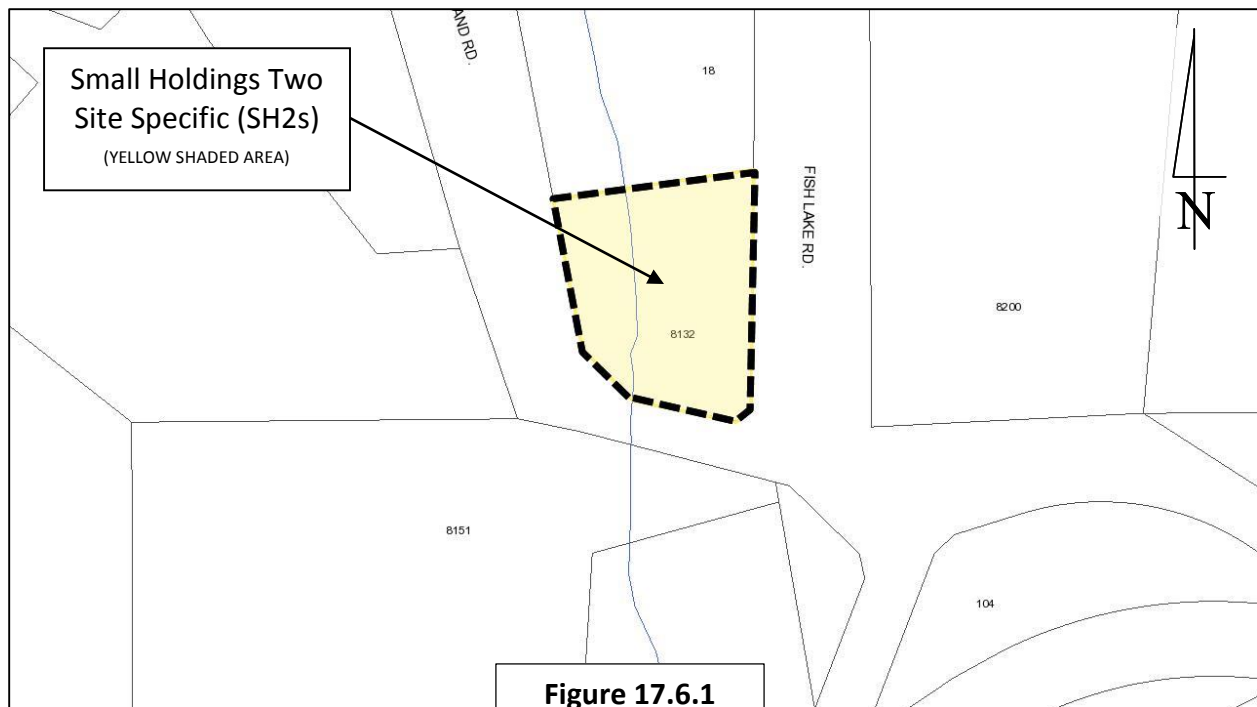 AND RD.
18
Small Holdings Two
Site Specific (SH2s)
(YELLOW SHADED AREA)
FISH LAKE RD.
N
8132
8200
8151
104
Figure 17.6.1